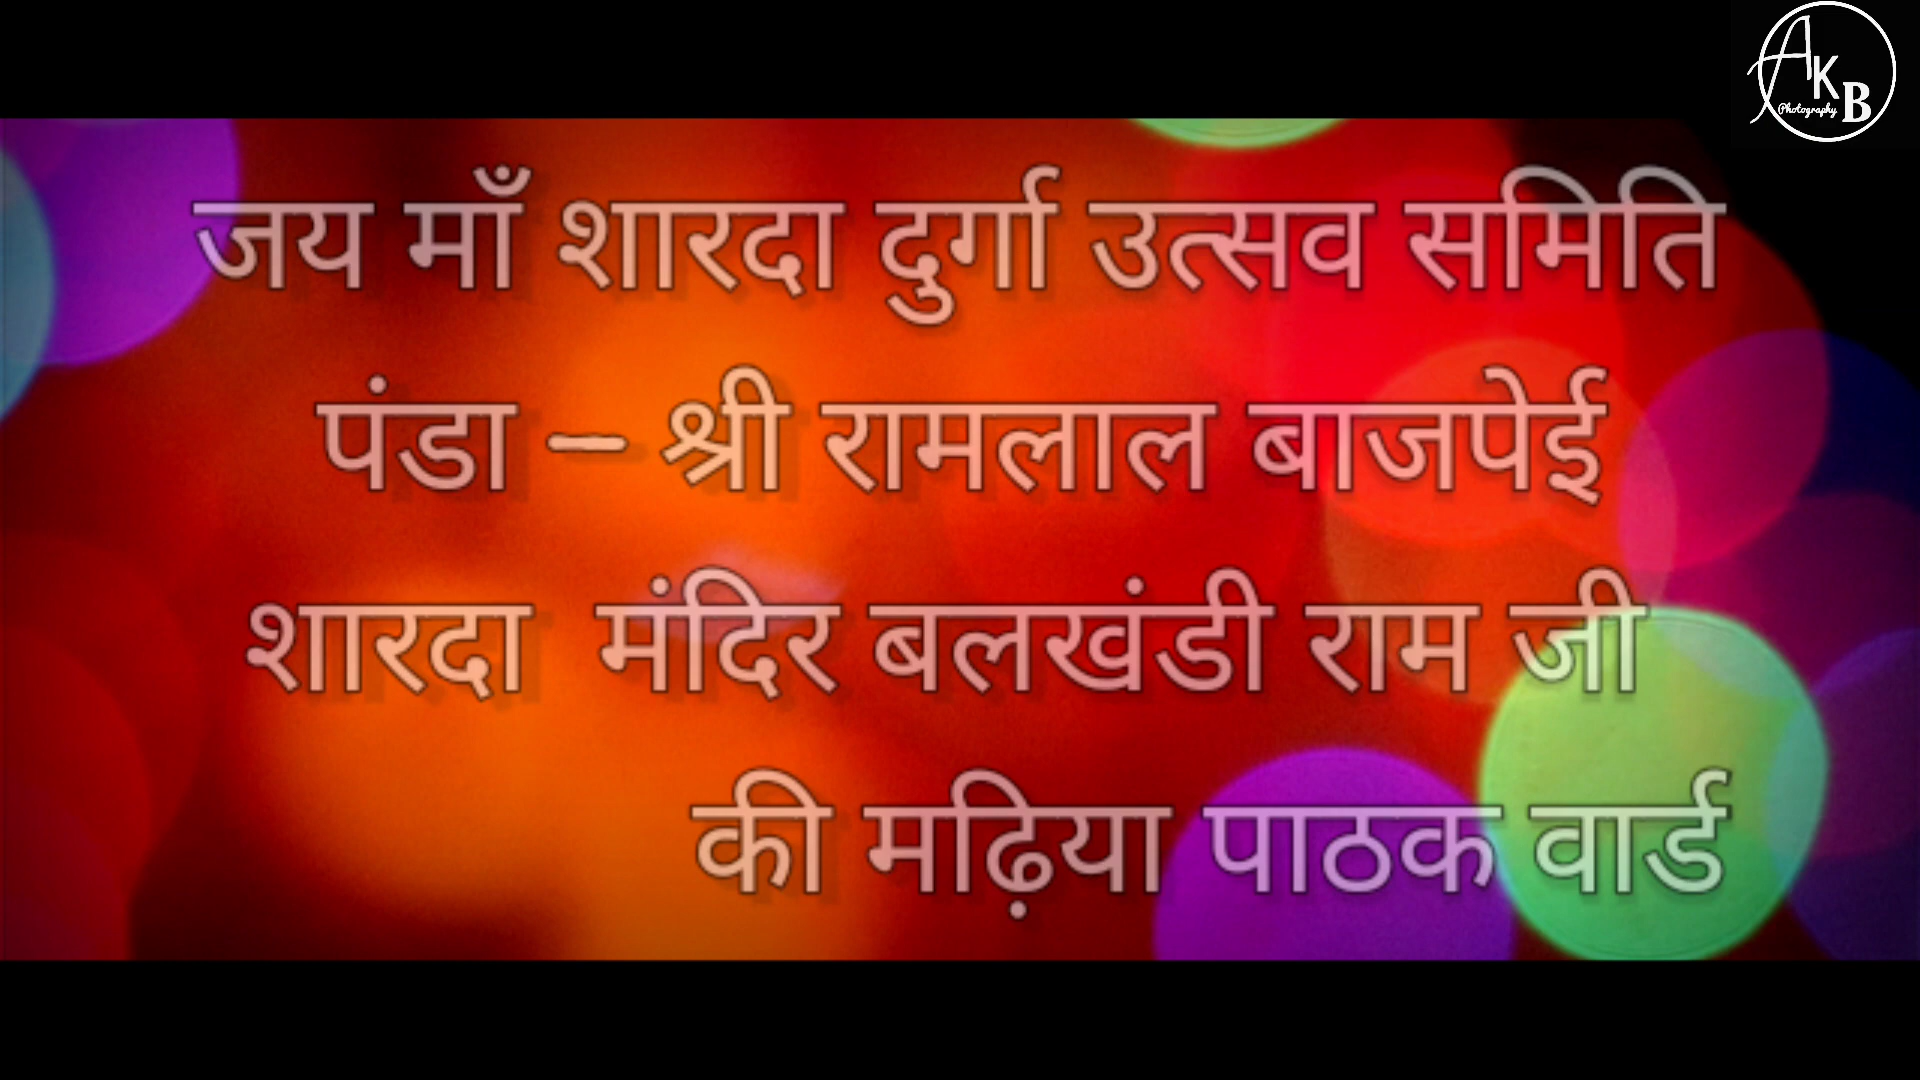 AKB
Photography
जय माँ शारदा दुर्गा उत्सव समिति
पंडा – श्री रामलाल बाजपेई
शारदा मंदिर बलखंडी राम जी
की मढ़िया पाठक वार्ड